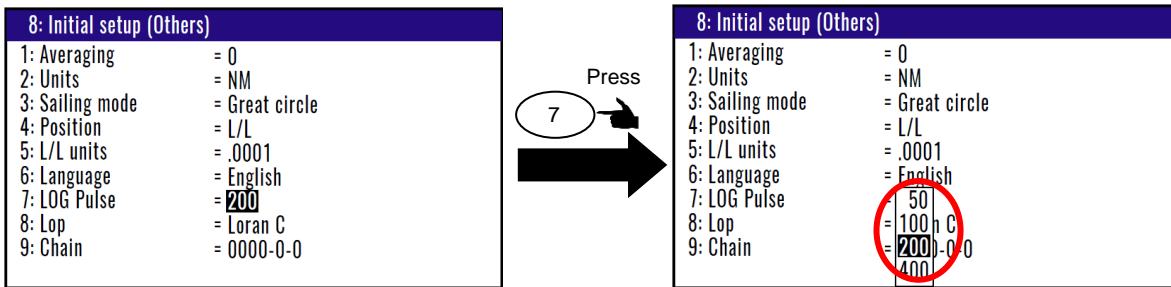 8: Initial setup (Others)
1: Averaging = 0
2: Units = NM
3: Sailing mode = Great circle
4: Position = L/L
5: L/L units = .0001
6: Language = English
7: LOG Pulse = 200
8: Lop = Loran C
9: Chain = 0000-0-0
Press
7
8: Initial setup (Others)
1: Averaging = 0
2: Units = NM
3: Sailing mode = Great circle
4: Position = L/L
5: L/L units = .0001
6: Language = English
7: LOG Pulse = 50
8: Lop = 100 n C
9: Chain = 200 0-0
400